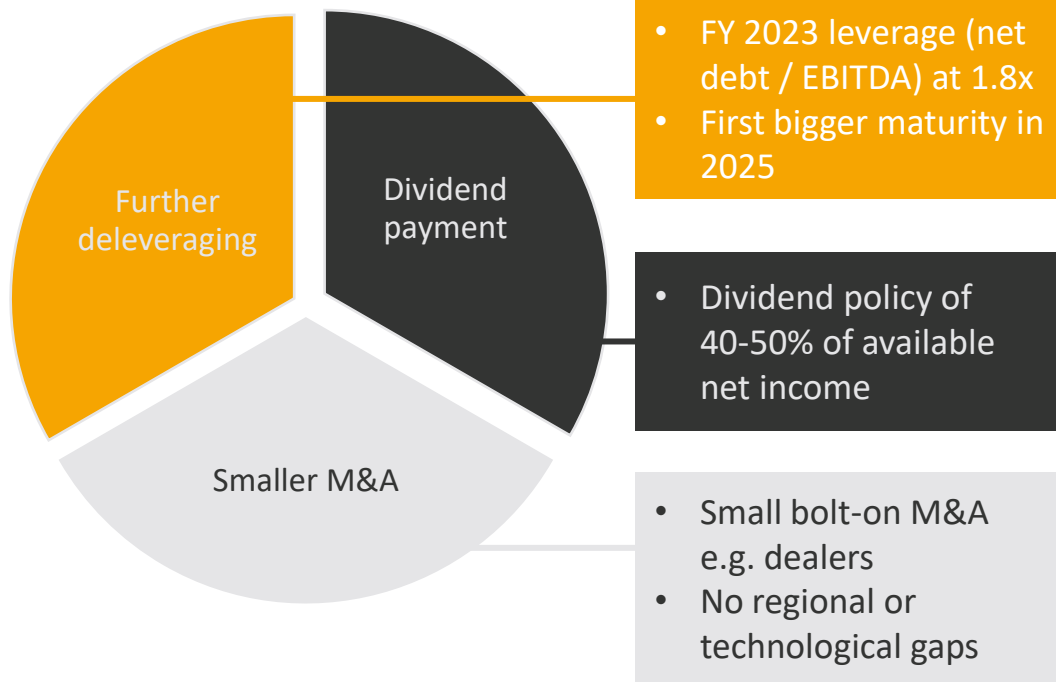 Further
deleveraging
Dividend
payment
Smaller M&A
• FY 2023 leverage (net
debt / EBITDA) at 1.8x
• First bigger maturity in
2025
• Dividend policy of
40-50% of available
net income
• Small bolt-on M&A
e.g. dealers
• No regional or
technological gaps